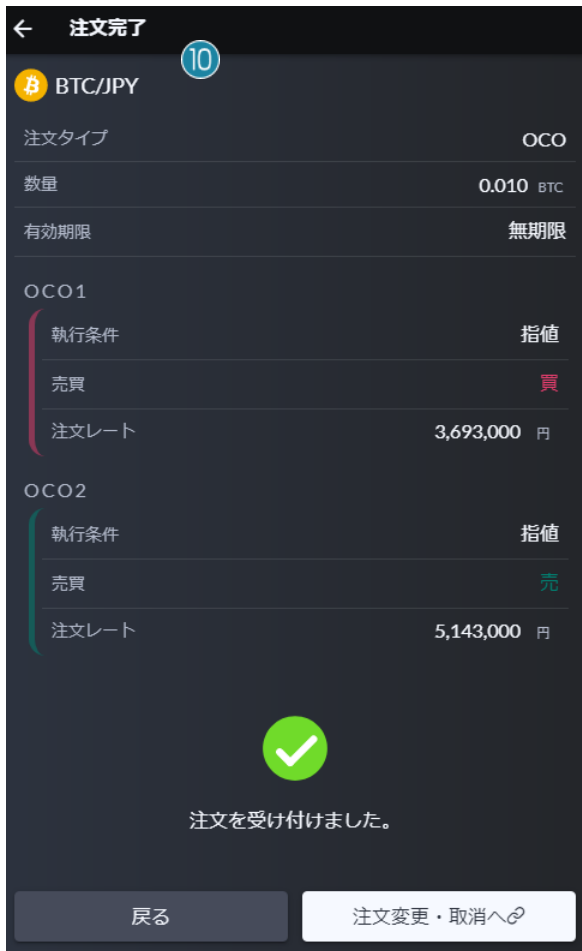 ← 注文完了
⑩
BTC/JPY
注文タイプ OCO
数量 0.010 BTC
有効期限 無期限
OCO1
執行条件 指値
売買 買
注文レート 3,693,000 円
OCO2
執行条件 指値
売買 売
注文レート 5,143,000 円
注文を受け付けました。
戻る 注文変更・取消へ